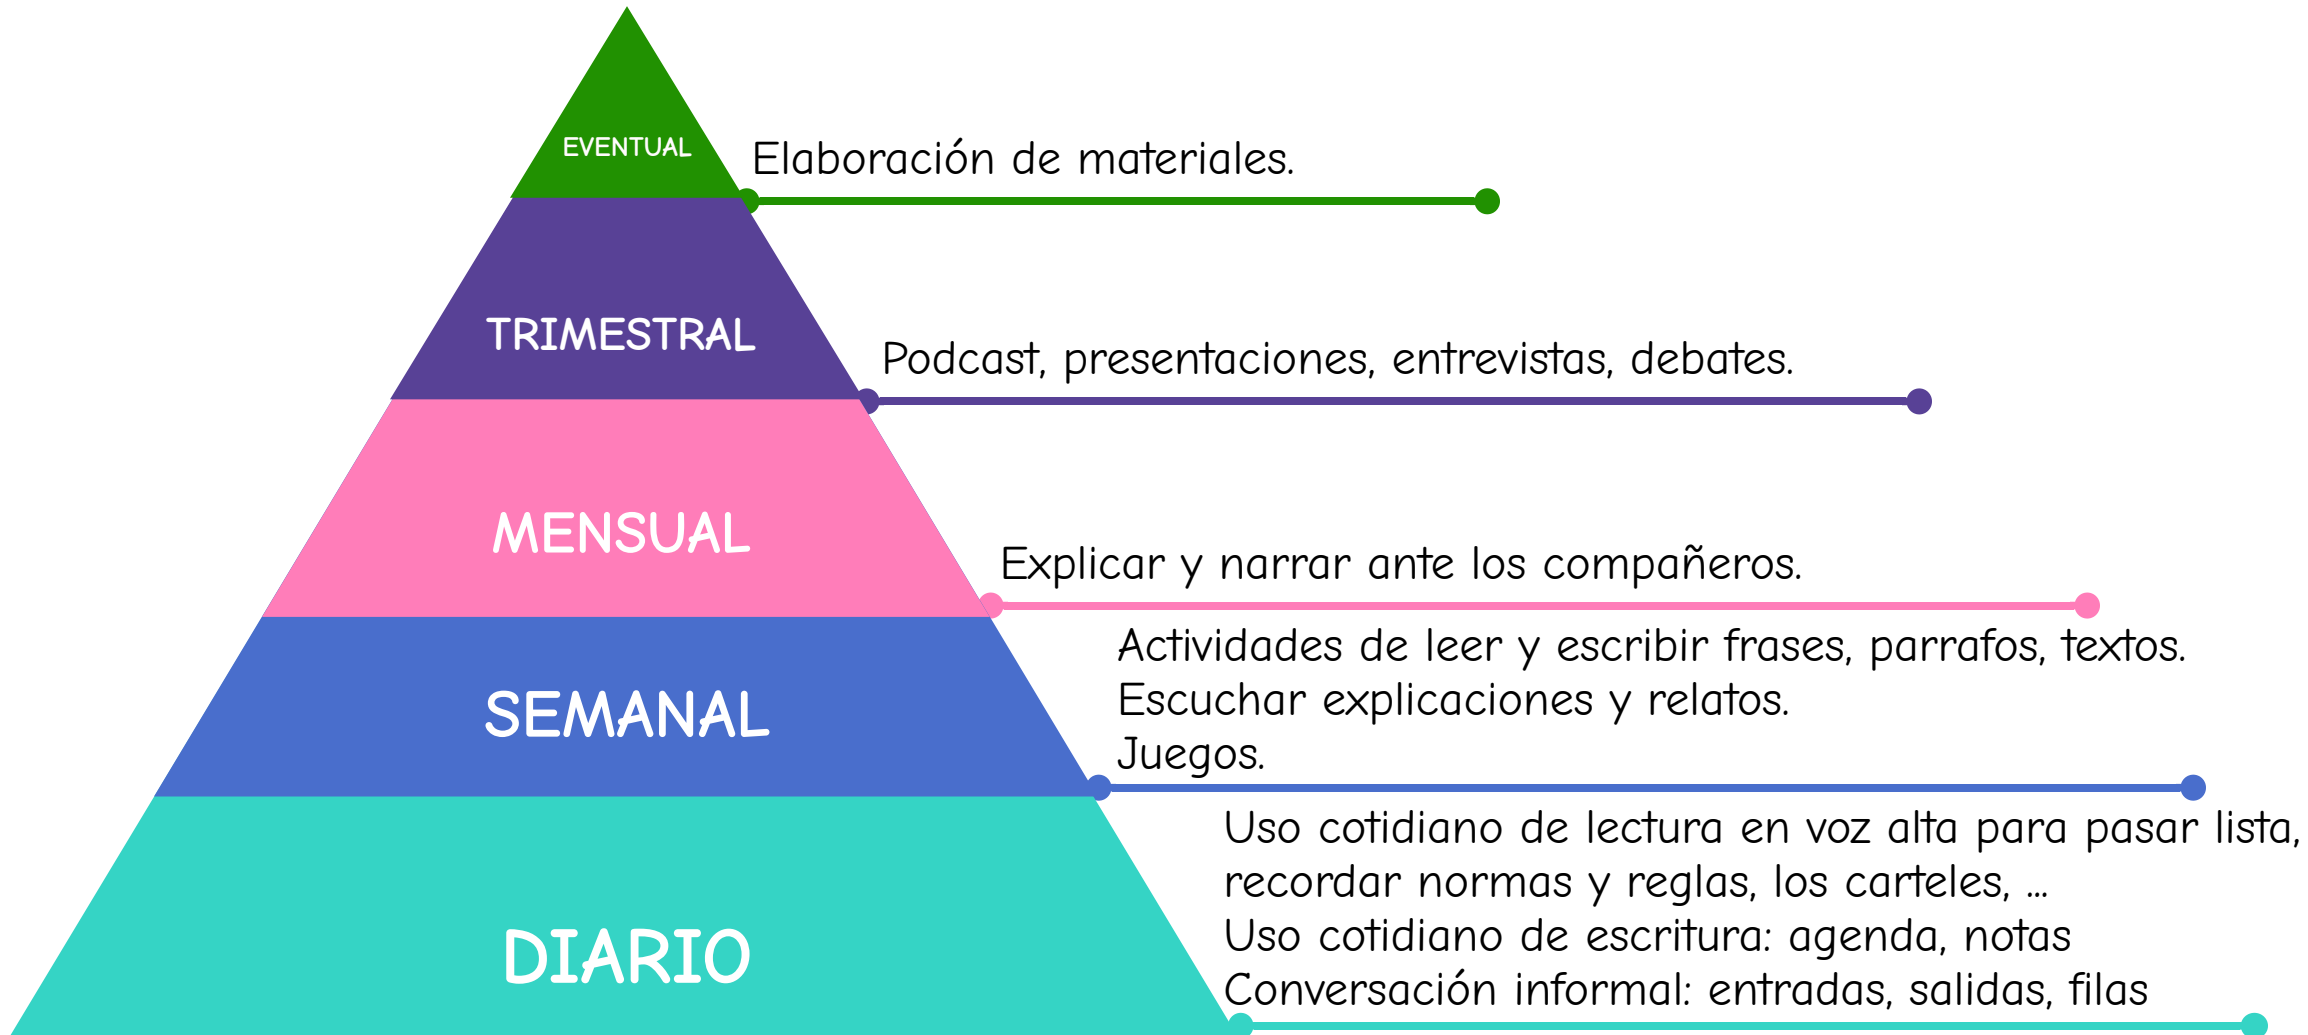 EVENTUAL
Elaboración de materiales.
TRIMESTRAL
Podcast, presentaciones, entrevistas, debates.
MENSUAL
Explicar y narrar ante los compañeros.
SEMANAL
Actividades de leer y escribir frases, parrafos, textos.
Escuchar explicaciones y relatos.
Juegos.
DIARIO
Uso cotidiano de lectura en voz alta para pasar lista,
recordar normas y reglas, los carteles, ...
Uso cotidiano de escritura: agenda, notas
Conversación informal: entradas, salidas, filas